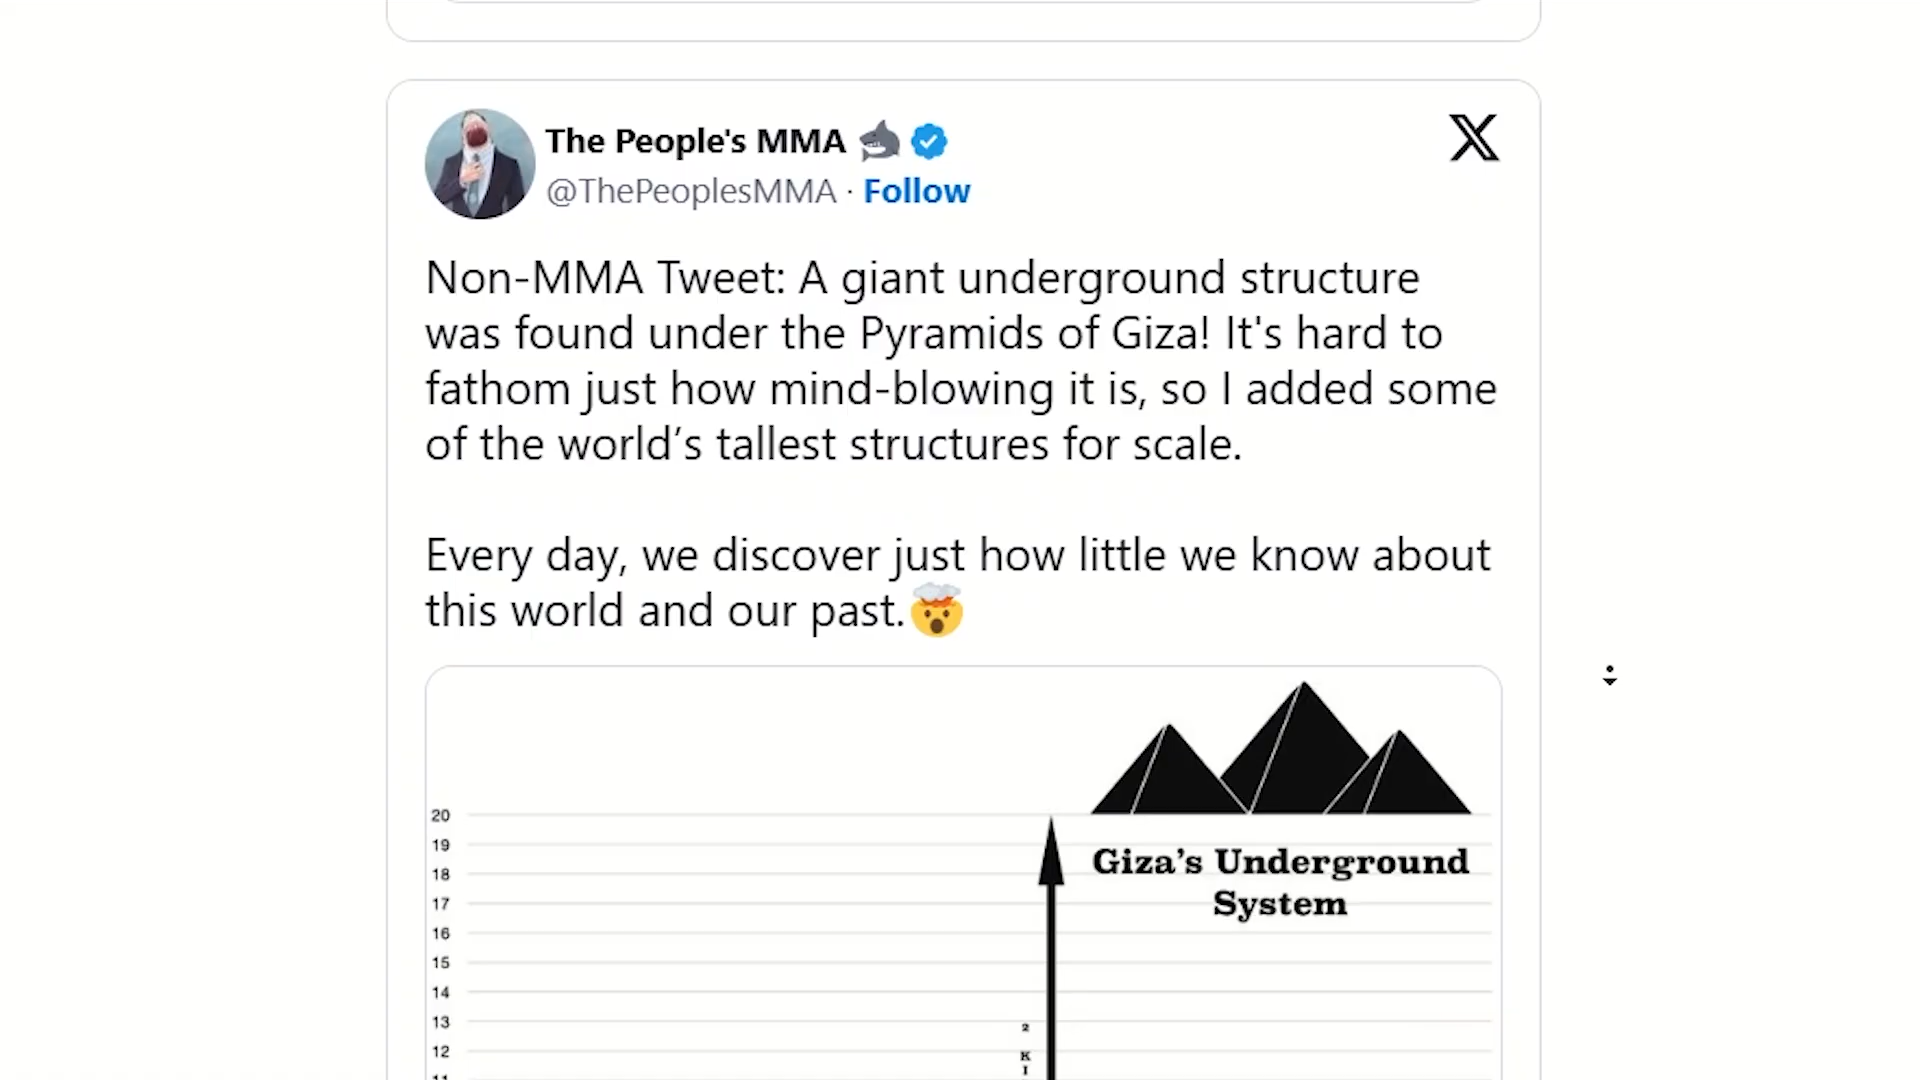 The People's MMA
@ThePeoplesMMA · Follow
Non-MMA Tweet: A giant underground structure
was found under the Pyramids of Giza! It's hard to
fathom just how mind-blowing it is, so I added some
of the world’s tallest structures for scale.
Every day, we discover just how little we know about
this world and our past.🤯
20
19
Giza’s Underground
18
17
System
16
15
14
13
2
12
K
I
11